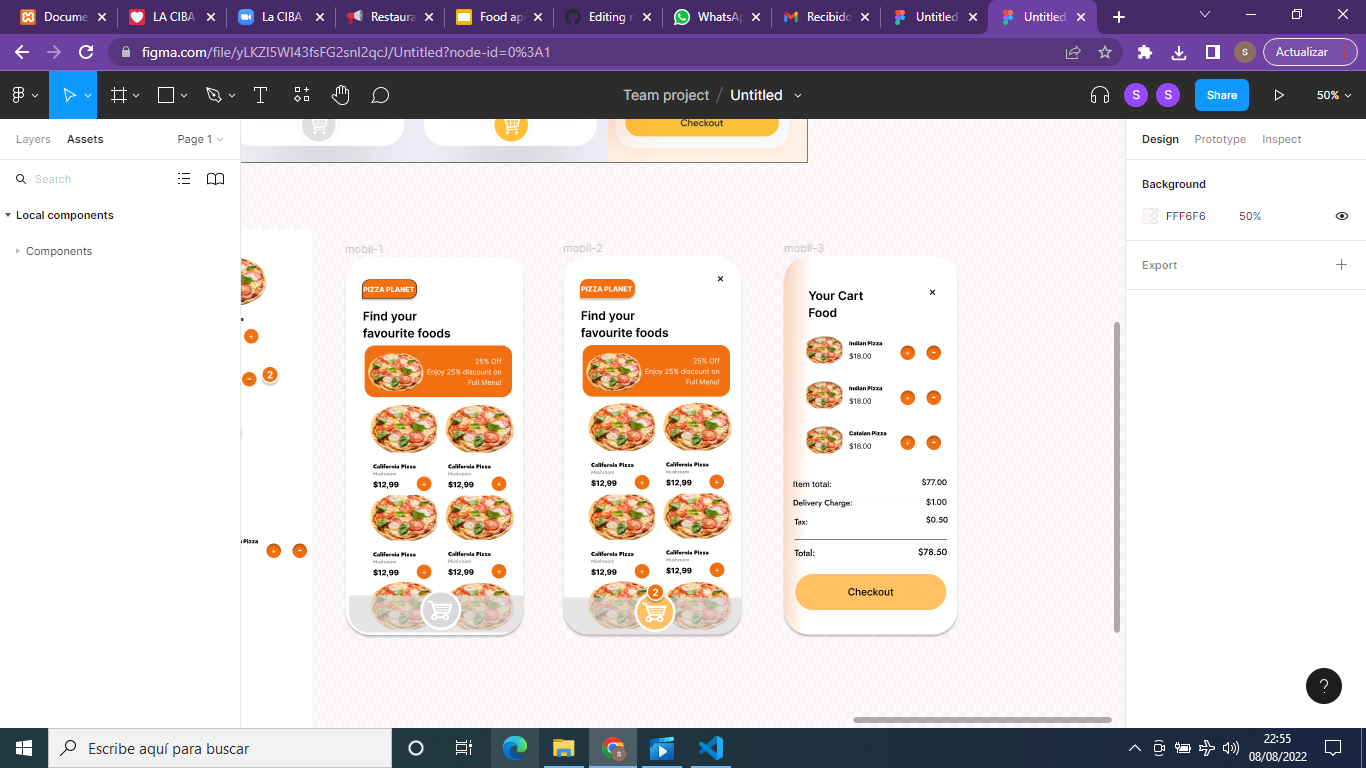 Docume
LA CIBA
La CIBA
Restaura
Food ap
Editing r
WhatsAp
Recibido
Untitled
Untitled
figma.com/file/yLKZI5WI43fsFG2snI2qcJ/Untitled?node-id=0%3A1
S
Actualizar
Team project / Untitled
S
S
Share
50%
Layers
Assets
Page 1
Search
Local components
Components
Design
Prototype
Inspect
Background
FFF6F6
50%
Export
Checkout
+
-
2
+
-
mobil-1
PIZZA PLANET
Find your
favourite foods
25% Off
Enjoy 25% discount on
Full Menu!
California Pizza
California Pizza
Mushroom
Mushroom
$12,99
+
$12,99
+
California Pizza
California Pizza
Mushroom
Mushroom
$12,99
+
$12,99
+
mobil-2
PIZZA PLANET
Find your
favourite foods
25% Off
Enjoy 25% discount on
Full Menu!
California Pizza
California Pizza
Mushroom
Mushroom
$12,99
+
$12,99
+
California Pizza
California Pizza
Mushroom
Mushroom
$12,99
+
$12,99
+
2
mobil-3
Your Cart
Food
Indian Pizza
$18.00
+
-
Indian Pizza
$18.00
+
-
Catalan Pizza
$18.00
+
-
Item total:
$77.00
Delivery Charge:
$1.00
Tax:
$0.50
Total:
$78.50
Checkout
?
Escribe aquí para buscar
22:55
08/08/2022